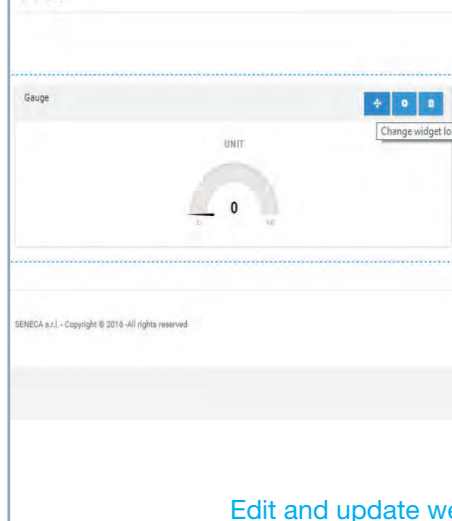 Gauge
Change widget lo
UNIT
0
SENECA s.r.l. - Copyright © 2016 -All rights reserved
Edit and update we